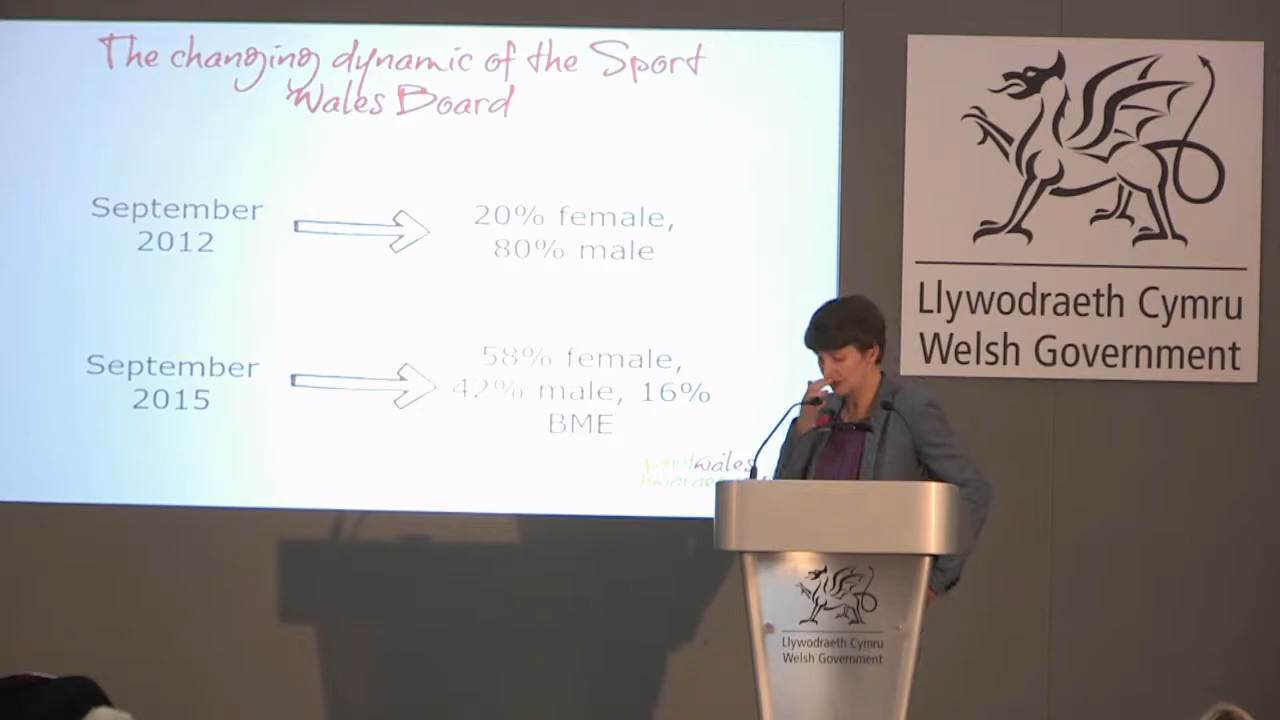 The changing dynamic of the Sport
Wales Board
September
2012
20% female,
80% male
September
2015
58% female,
42% male, 16%
BME
wales
Llywodraeth Cymru
Welsh Government
Llywodraeth Cymru
Welsh Government